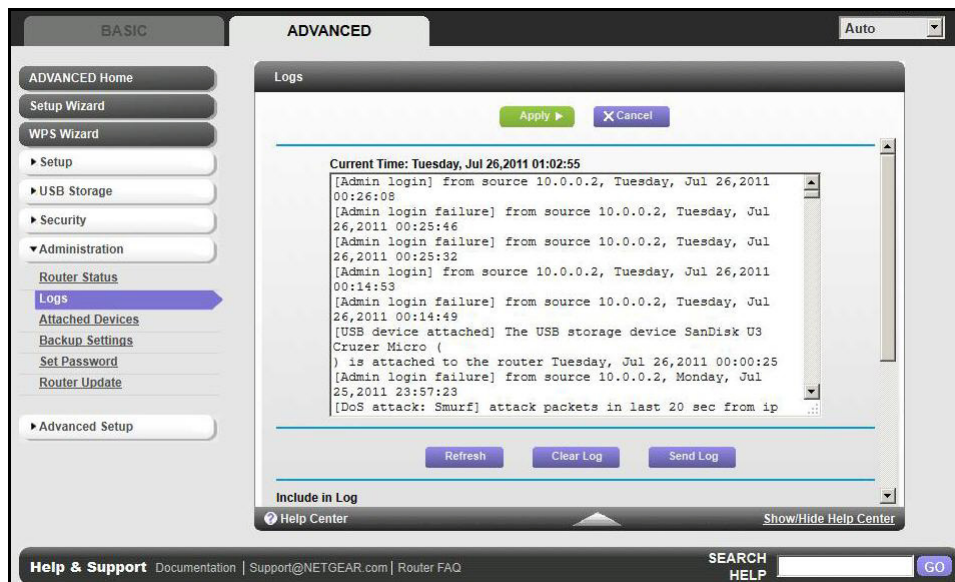 BASIC
ADVANCED
Auto
ADVANCED Home
Setup Wizard
WPS Wizard
Setup
USB Storage
Security
Administration
Router Status
Logs
Attached Devices
Backup Settings
Set Password
Router Update
Advanced Setup
Logs
Apply
Cancel
Current Time: Tuesday, Jul 26,2011 01:02:55
[Admin login] from source 10.0.0.2, Tuesday, Jul 26,2011
00:26:08
[Admin login failure] from source 10.0.0.2, Tuesday, Jul
26,2011 00:25:46
[Admin login failure] from source 10.0.0.2, Tuesday, Jul
26,2011 00:25:32
[Admin login] from source 10.0.0.2, Tuesday, Jul 26,2011
00:14:53
[Admin login failure] from source 10.0.0.2, Tuesday, Jul
26,2011 00:14:49
[USB device attached] The USB storage device SanDisk U3
Cruzer Micro (
) is attached to the router Tuesday, Jul 26,2011 00:00:25
[Admin login failure] from source 10.0.0.2, Monday, Jul
25,2011 23:57:23
[DoS attack: Smurf] attack packets in last 20 sec from ip
Refresh
Clear Log
Send Log
Include in Log
Help Center
Show/Hide Help Center
Help & Support Documentation | Support@NETGEAR.com | Router FAQ
SEARCH
HELP
GO